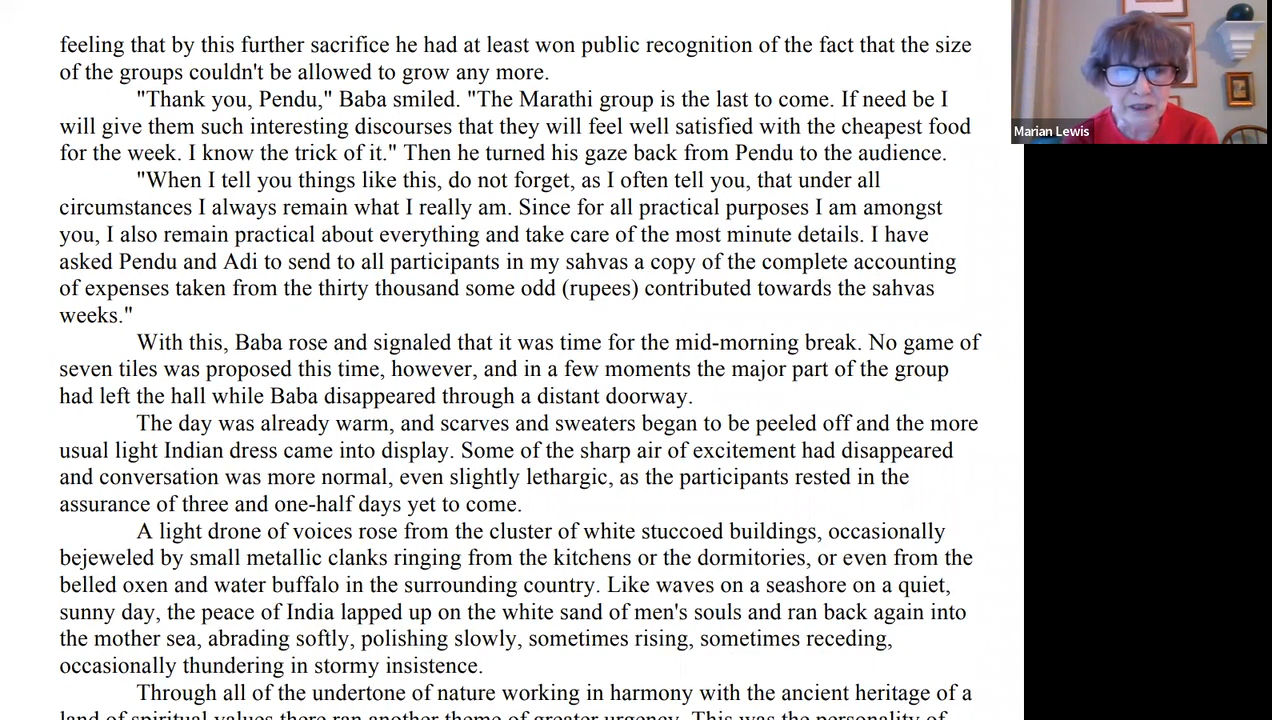 feeling that by this further sacrifice he had at least won public recognition of the fact that the size
of the groups couldn't be allowed to grow any more.
"Thank you, Pendu," Baba smiled. "The Marathi group is the last to come. If need be I
will give them such interesting discourses that they will feel well satisfied with the cheapest food
for the week. I know the trick of it." Then he turned his gaze back from Pendu to the audience.
"When I tell you things like this, do not forget, as I often tell you, that under all
circumstances I always remain what I really am. Since for all practical purposes I am amongst
you, I also remain practical about everything and take care of the most minute details. I have
asked Pendu and Adi to send to all participants in my sahvas a copy of the complete accounting
of expenses taken from the thirty thousand some odd (rupees) contributed towards the sahvas
weeks."
With this, Baba rose and signaled that it was time for the mid-morning break. No game of
seven tiles was proposed this time, however, and in a few moments the major part of the group
had left the hall while Baba disappeared through a distant doorway.
The day was already warm, and scarves and sweaters began to be peeled off and the more
usual light Indian dress came into display. Some of the sharp air of excitement had disappeared
and conversation was more normal, even slightly lethargic, as the participants rested in the
assurance of three and one-half days yet to come.
A light drone of voices rose from the cluster of white stuccoed buildings, occasionally
bejeweled by small metallic clanks ringing from the kitchens or the dormitories, or even from the
belled oxen and water buffalo in the surrounding country. Like waves on a seashore on a quiet,
sunny day, the peace of India lapped up on the white sand of men's souls and ran back again into
the mother sea, abrading softly, polishing slowly, sometimes rising, sometimes receding,
occasionally thundering in stormy insistence.
Through all of the undertone of nature working in harmony with the ancient heritage of a
land of spiritual values there ran another theme of greater urgency. This was the personality of
Marian Lewis